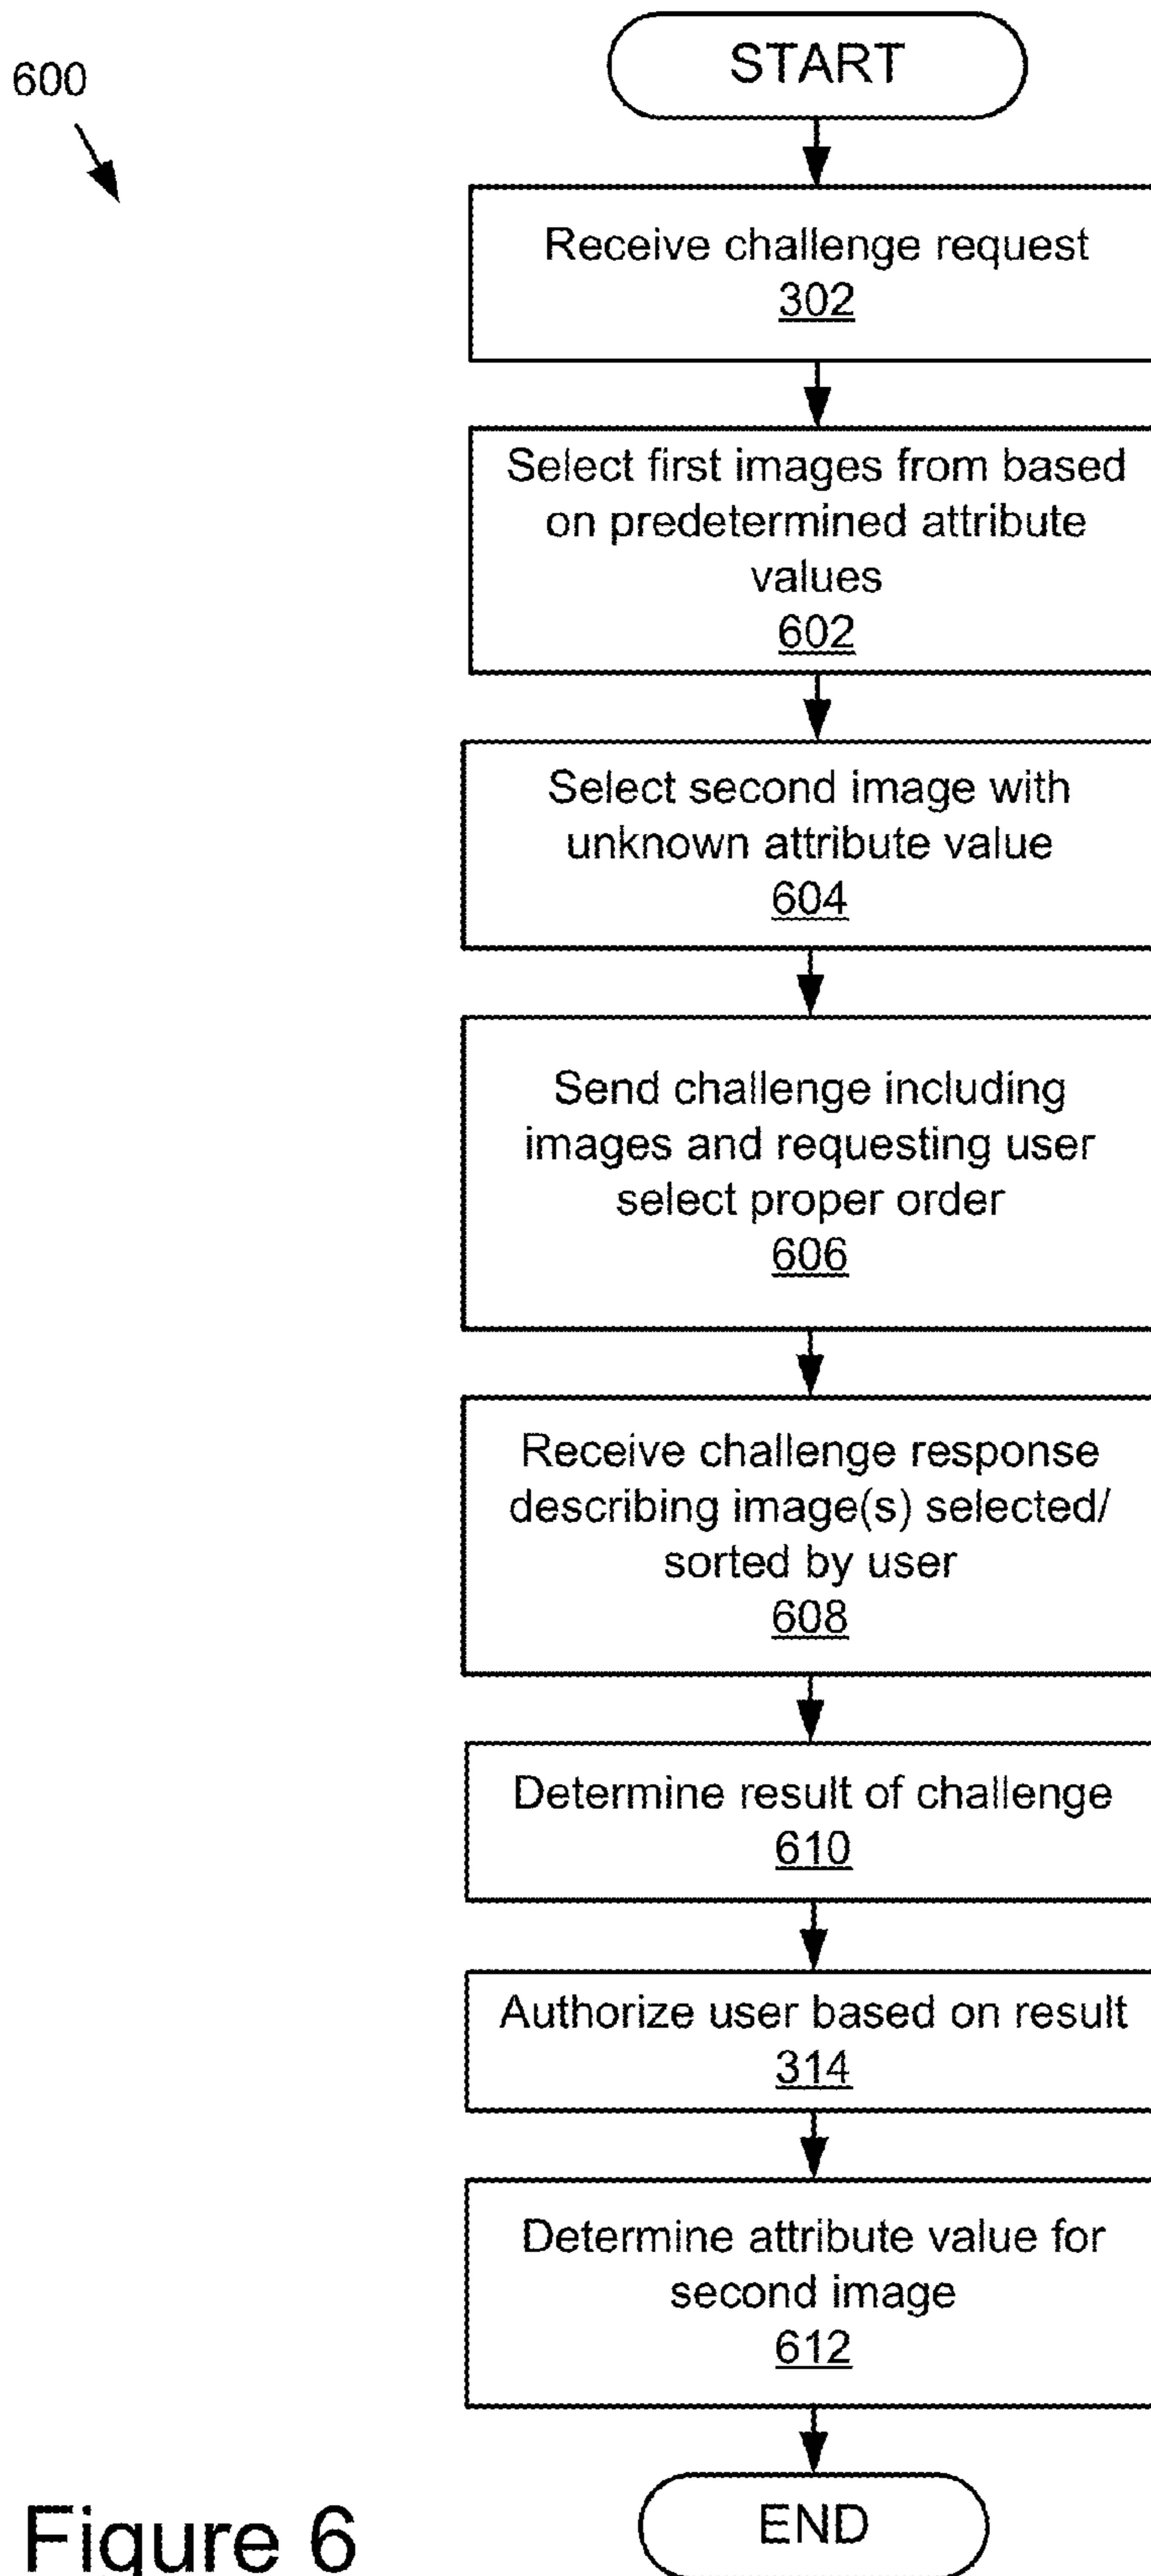 600
START
Receive challenge request
302
Select first images from based
on predetermined attribute
values
602
Select second image with
unknown attribute value
604
Send challenge including
images and requesting user
select proper order
606
Receive challenge response
describing image(s) selected/
sorted by user
608
Determine result of challenge
610
Authorize user based on result
314
Determine attribute value for
second image
612
END
Figure 6